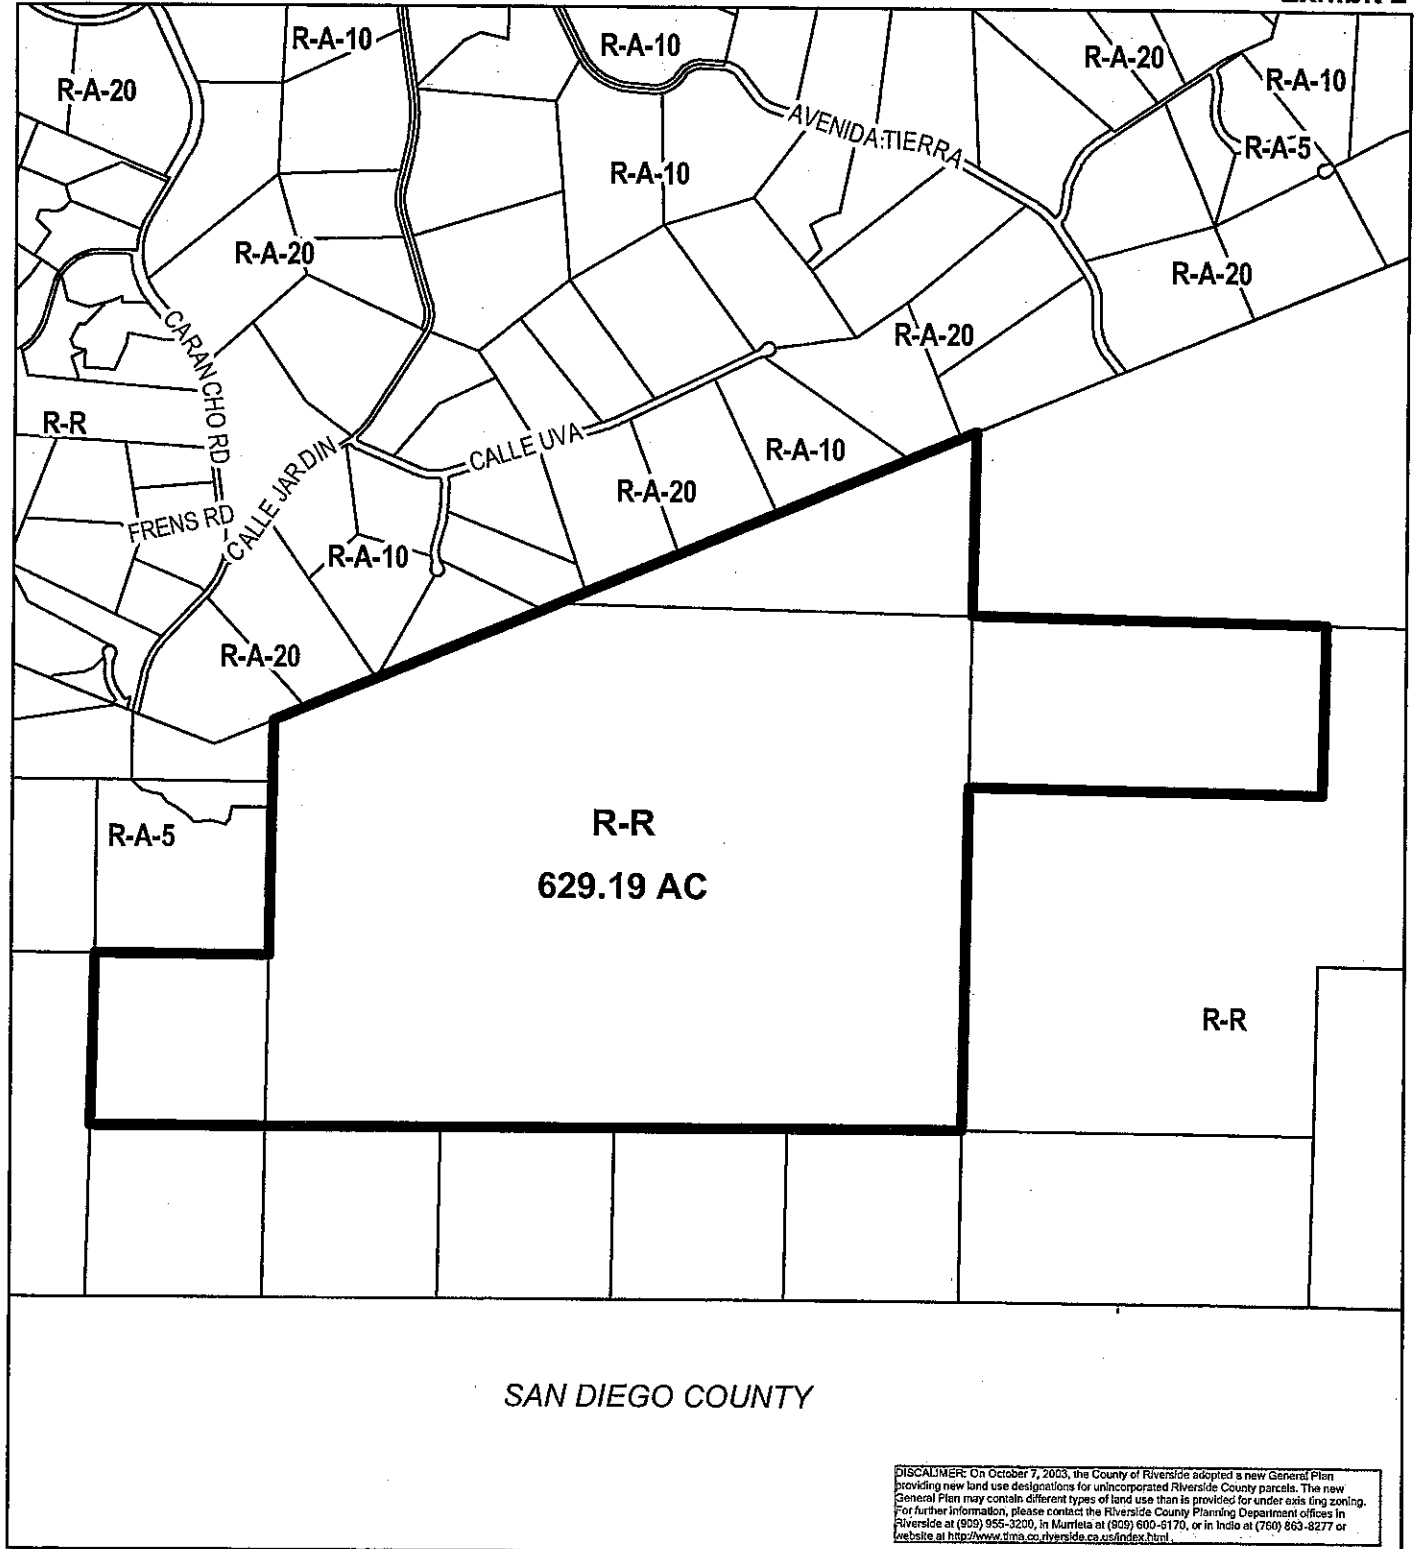 R-A-10
R-A-10
R-A-20
R-A-20
R-A-10
AVENIDA TIERRA
R-A-5
R-A-10
R-A-20
R-A-20
CARANCHO RD
R-A-20
R-R
CALLE UVA
R-A-10
CALLE JARDIN
R-A-20
FRENS RD
R-A-10
R-A-20
R-R
629.19 AC
R-A-5
R-R
SAN DIEGO COUNTY
DISCALIMER: On October 7, 2003, the County of Riverside adopted a new General Plan
providing new land use designations for unincorporated Riverside County parcels. The new
General Plan may contain different types of land use than is provided for under existing zoning.
For further information, please contact the Riverside County Planning Department offices in
Riverside at (909) 955-3200, in Murrieta at (909) 600-6170, or in Indio at (760) 863-8277 or
website at http://www.tlma.co.riverside.ca.us/index.html.